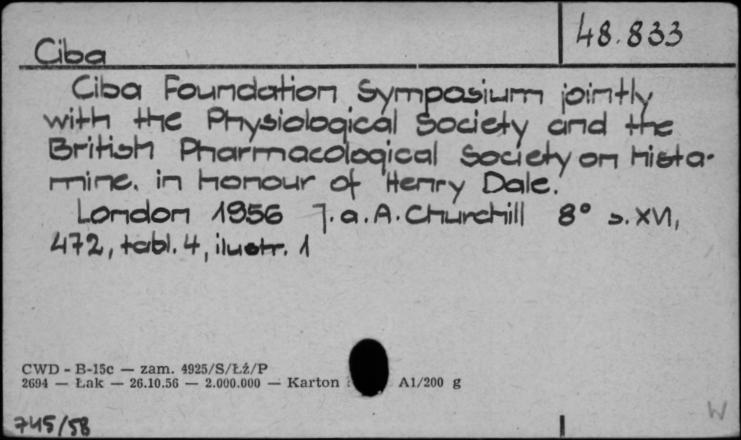 48.833
Ciba
Ciba Foundation Symposium jointly
with the Physiological Society and the
British Pharmacological Society on hista-
mine. in honour of Henry Dale.
London 1956 J. a. A. Churchill 8° s. XVI,
472, tabl. 4, ilustr. 1
CWD - B-15c — zam. 4925/S/Łź/P
2694 — Łak — 26.10.56 — 2.000.000 — Karton A1/200 g
745/58
W